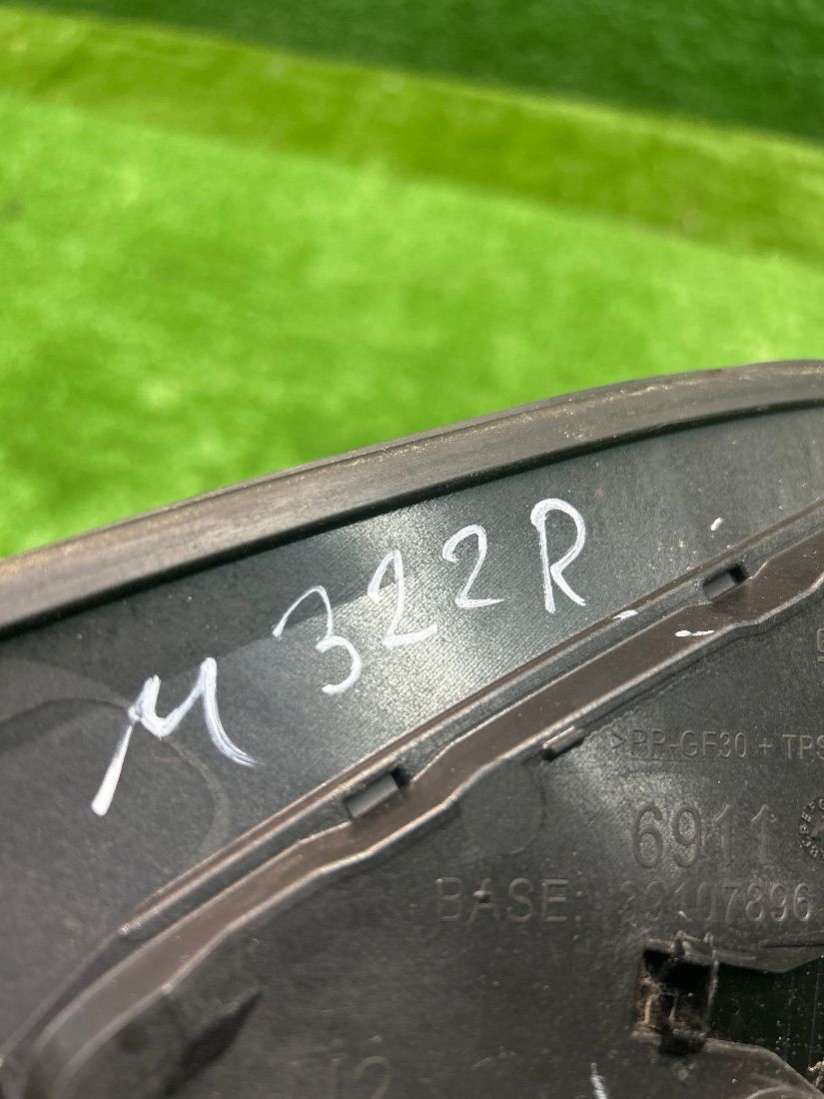 M 322R
>PP-GF30 + TPS
6911
BASE: 39107896